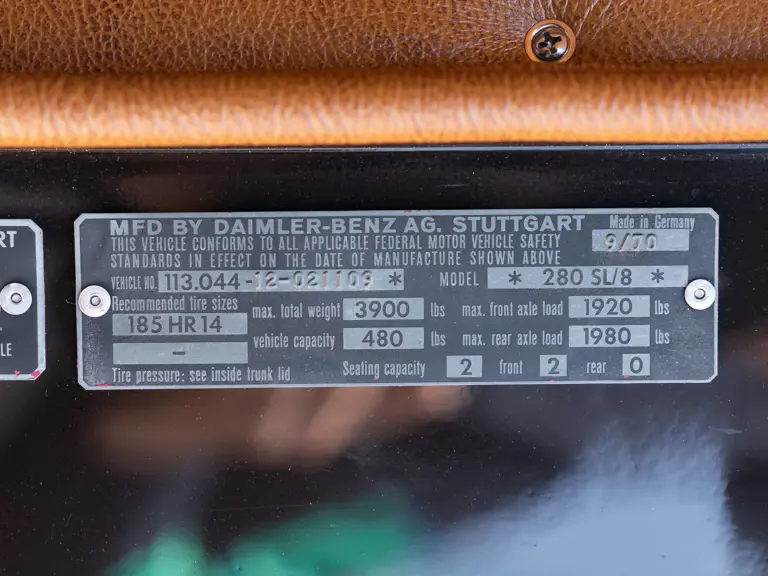 RT
LE
MFD BY DAIMLER-BENZ AG. STUTTGART
Made in Germany
THIS VEHICLE CONFORMS TO ALL APPLICABLE FEDERAL MOTOR VEHICLE SAFETY
9/70
STANDARDS IN EFFECT ON THE DATE OF MANUFACTURE SHOWN ABOVE
VEHICLE NO. 113.044-12-021109 * MODEL * 280 SL/8 *
Recommended tire sizes
185 HR 14
–
Tire pressure: see inside trunk lid
max. total weight 3900 lbs max. front axle load 1920 lbs
vehicle capacity 480 lbs max. rear axle load 1980 lbs
Seating capacity 2 front 2 rear 0